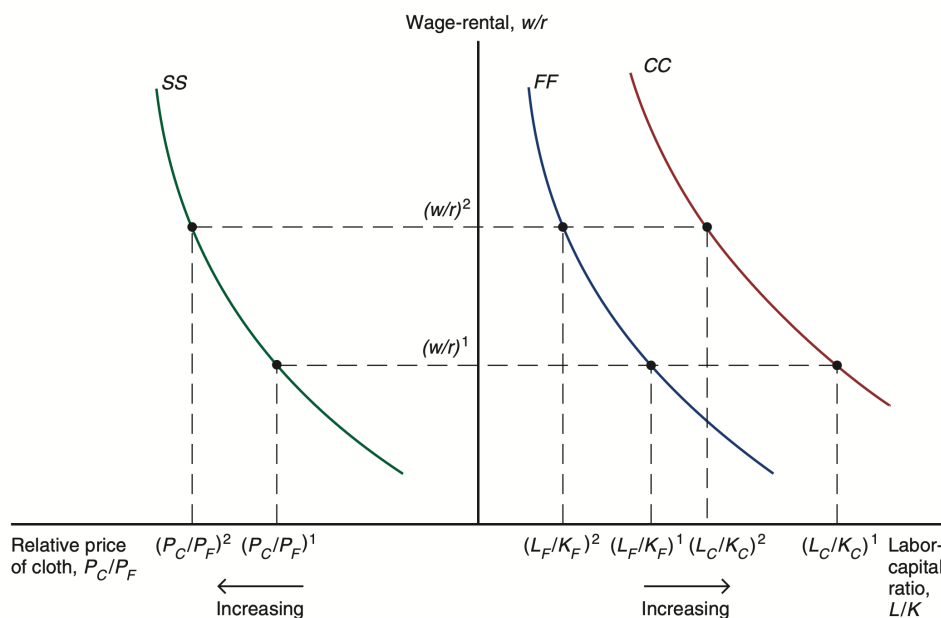 Wage-rental, w/r
SS
FF
CC
(w/r)²
(w/r)¹
Relative price
of cloth, P_C/P_F
(P_C/P_F)² (P_C/P_F)¹
(L_F/K_F)² (L_F/K_F)¹ (L_C/K_C)²
(L_C/K_C)¹
Labor-
capital
ratio,
L/K
Increasing
Increasing